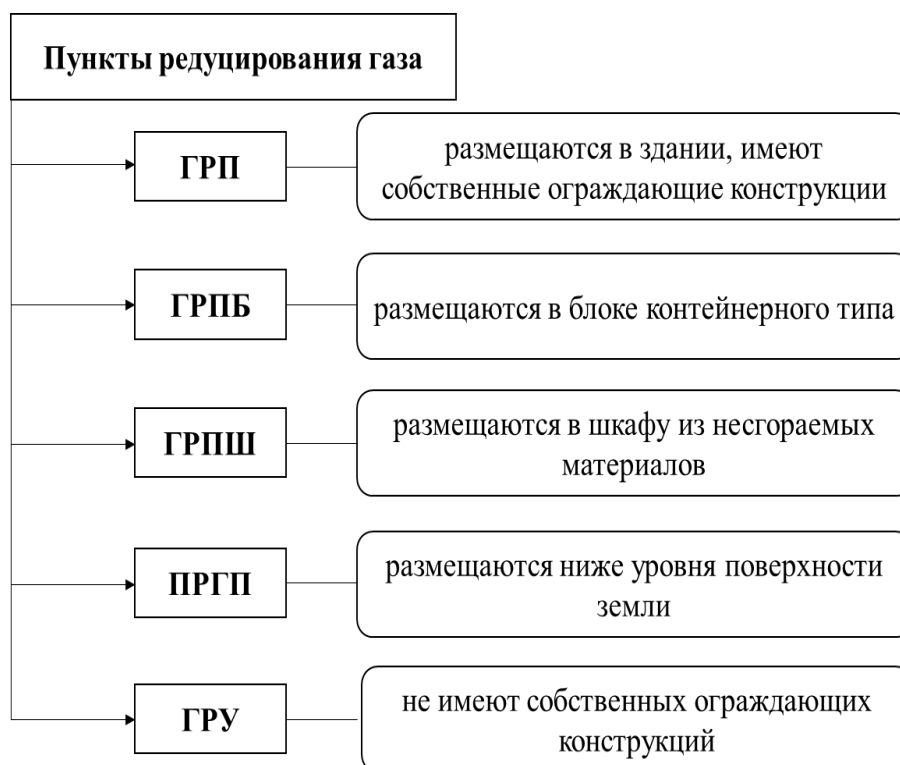 Пункты редуцирования газа
ГРП
размещаются в здании, имеют
собственные ограждающие конструкции
ГРПБ
размещаются в блоке контейнерного типа
ГРПШ
размещаются в шкафу из несгораемых
материалов
ПРГП
размещаются ниже уровня поверхности
земли
ГРУ
не имеют собственных ограждающих
конструкций